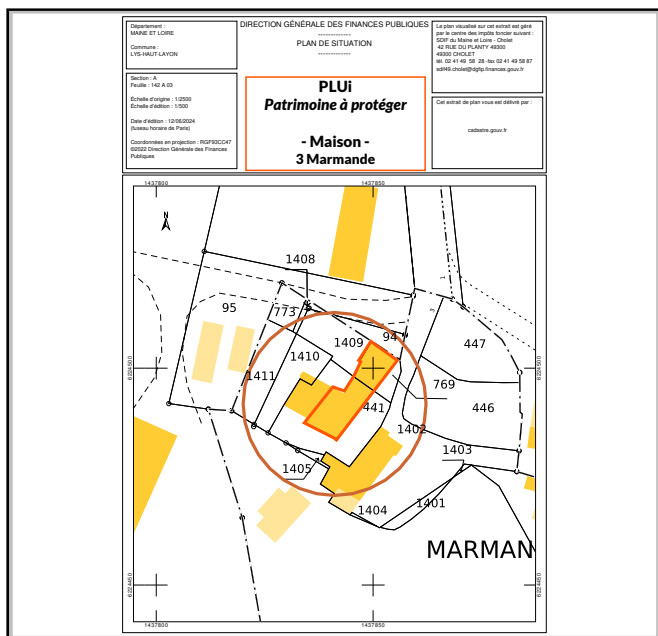 Département :
MAINE ET LOIRE
Commune :
LYS-HAUT-LAYON
Section : A
Feuille : 142 A 03
Échelle d'origine : 1/2500
Échelle d'édition : 1/500
Date d'édition : 12/06/2024
(fuseau horaire de Paris)
Coordonnées en projection : RGF93CC47
©2022 Direction Générale des Finances
Publiques
DIRECTION GÉNÉRALE DES FINANCES PUBLIQUES
-------------
PLAN DE SITUATION
-------------
PLUi
Patrimoine à protéger
- Maison -
3 Marmande
Le plan visualisé sur cet extrait est géré
par le centre des impôts foncier suivant :
SDIF du Maine et Loire - Cholet
42 RUE DU PLANTY 49300
49300 CHOLET
tél. 02 41 49 58 28 -fax 02 41 49 58 87
sdif49.cholet@dgfip.finances.gouv.fr
Cet extrait de plan vous est délivré par :
cadastre.gouv.fr
1437800
1437850
N
1408
95
773
1409
94
3
1
447
1410
6224500
6224500
1411
769
441
446
1402
1403
1405
1404
1401
MARMAN
6224450
6224450
1437800
1437850